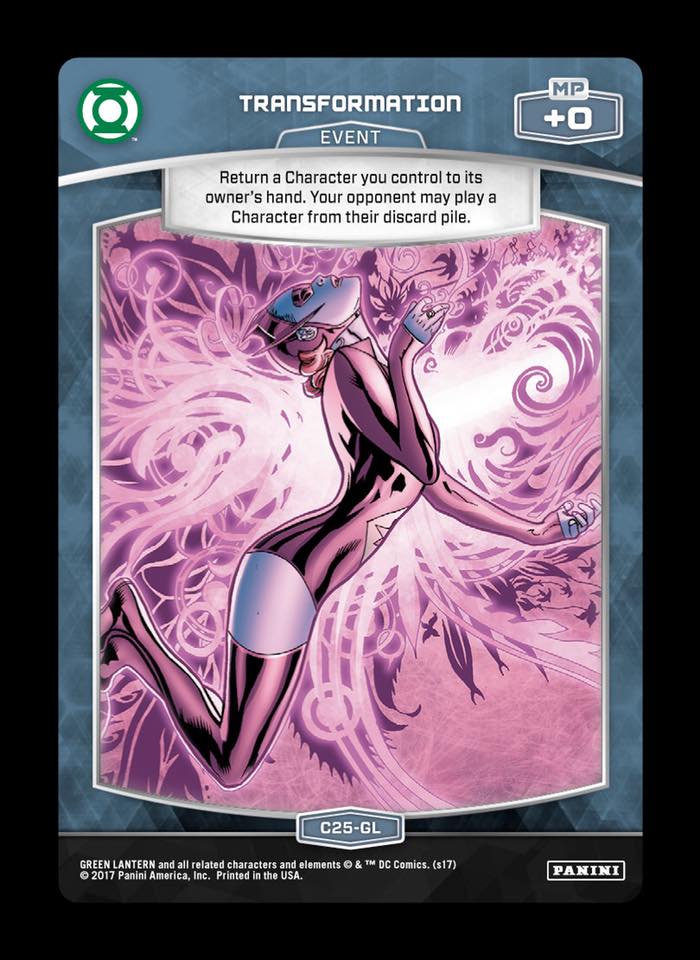 TRANSFORMATION
MP
+0
EVENT
Return a Character you control to its
owner's hand. Your opponent may play a
Character from their discard pile.
C25-GL
GREEN LANTERN and all related characters and elements © & ™ DC Comics. (s17)
© 2017 Panini America, Inc. Printed in the USA.
PANINI